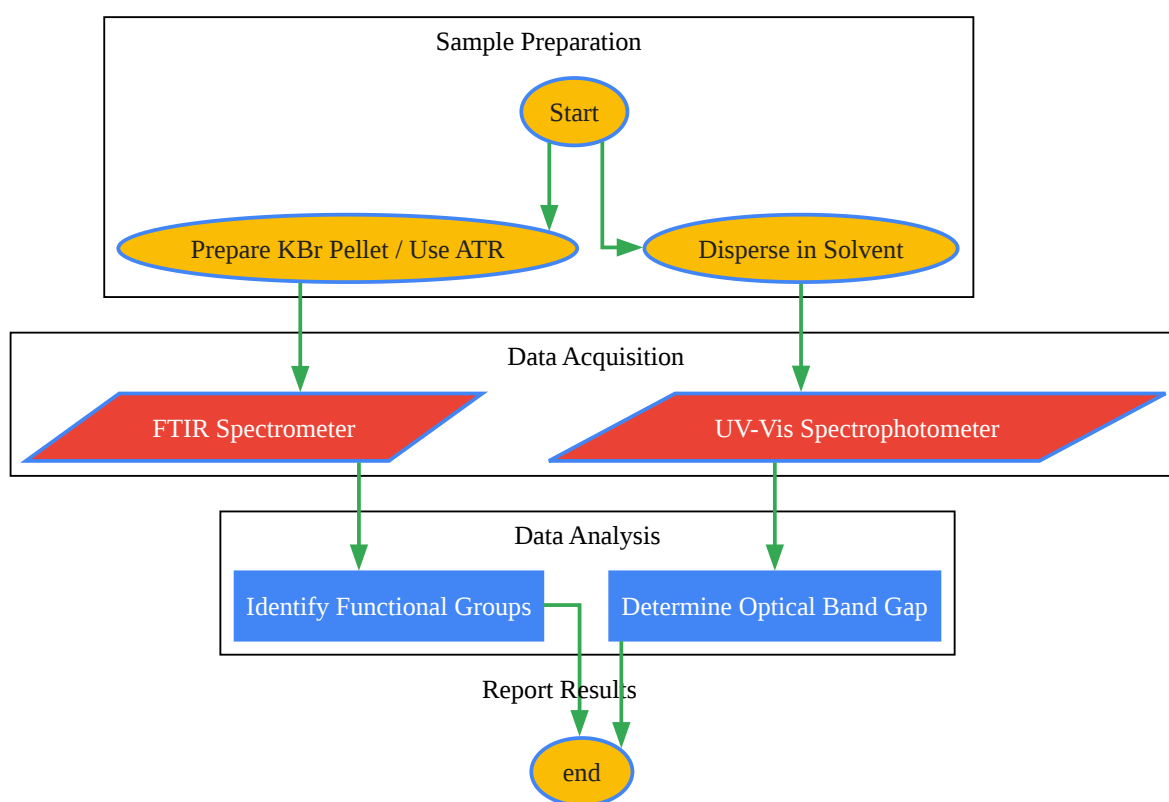 Sample Preparation
Start
Prepare KBr Pellet / Use ATR
Disperse in Solvent
Data Acquisition
FTIR Spectrometer
UV-Vis Spectrophotometer
Data Analysis
Identify Functional Groups
Determine Optical Band Gap
Report Results
end